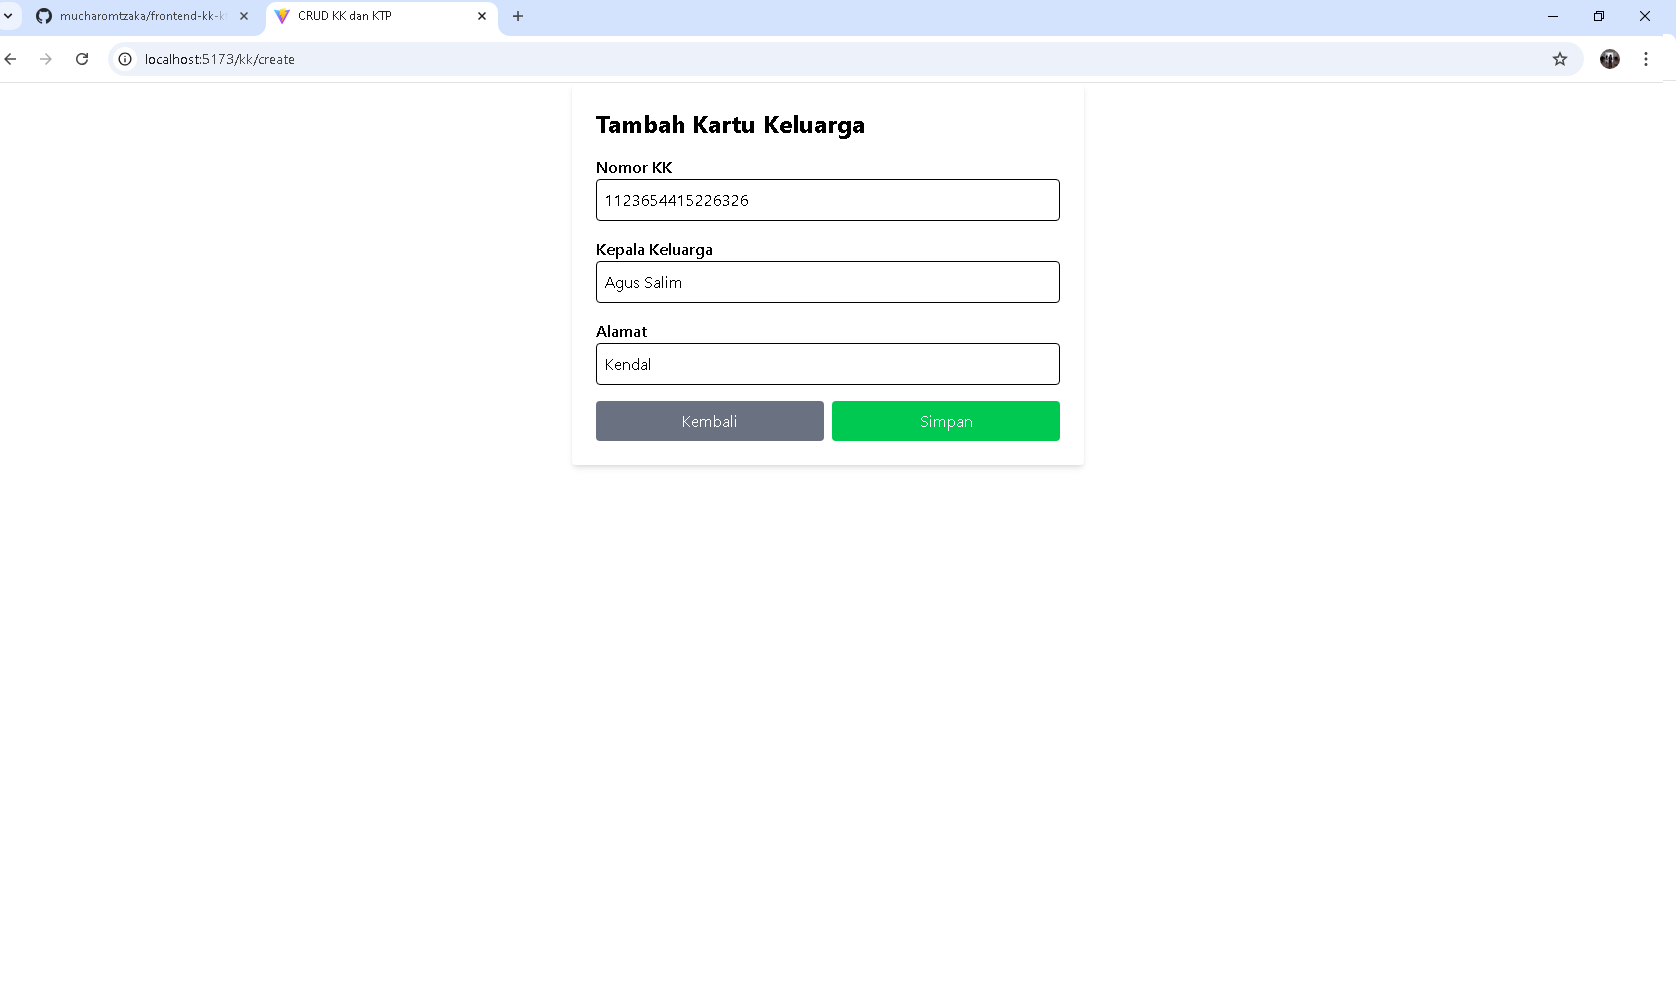 mucharomtzaka/frontend-kk-k
CRUD KK dan KTP
localhost:5173/kk/create
Tambah Kartu Keluarga
Nomor KK
1123654415226326
Kepala Keluarga
Agus Salim
Alamat
Kendal
Kembali
Simpan